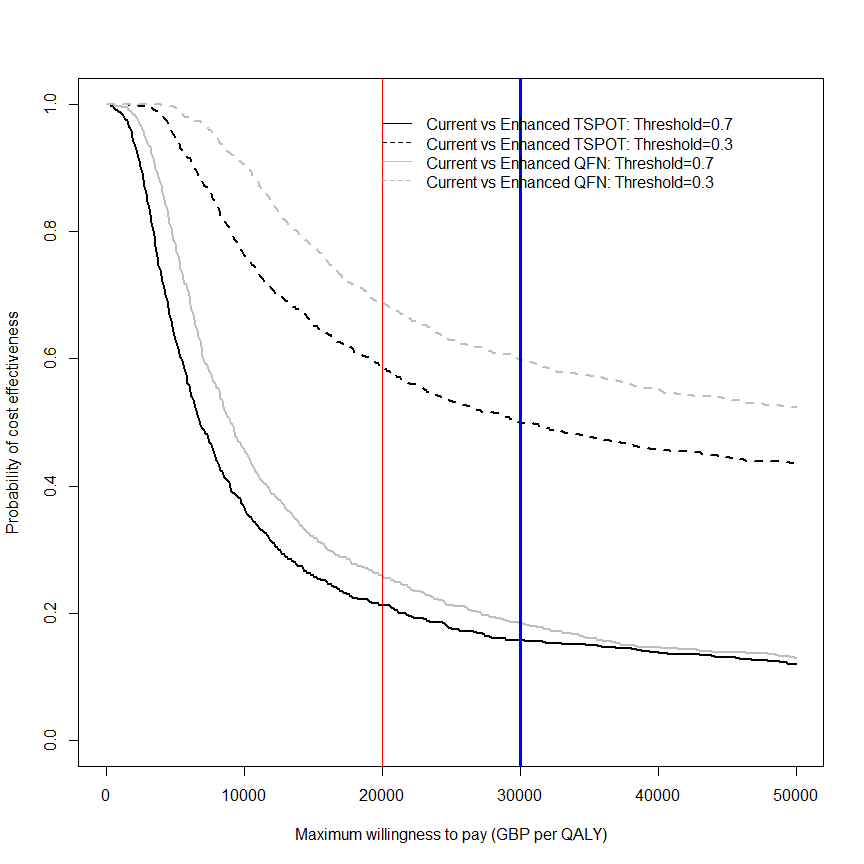 1.0
0.8
0.6
0.4
0.2
0.0
Probability of cost effectiveness
Current vs Enhanced TSPOT: Threshold=0.7
Current vs Enhanced TSPOT: Threshold=0.3
Current vs Enhanced QFN: Threshold=0.7
Current vs Enhanced QFN: Threshold=0.3
0 10000 20000 30000 40000 50000
Maximum willingness to pay (GBP per QALY)